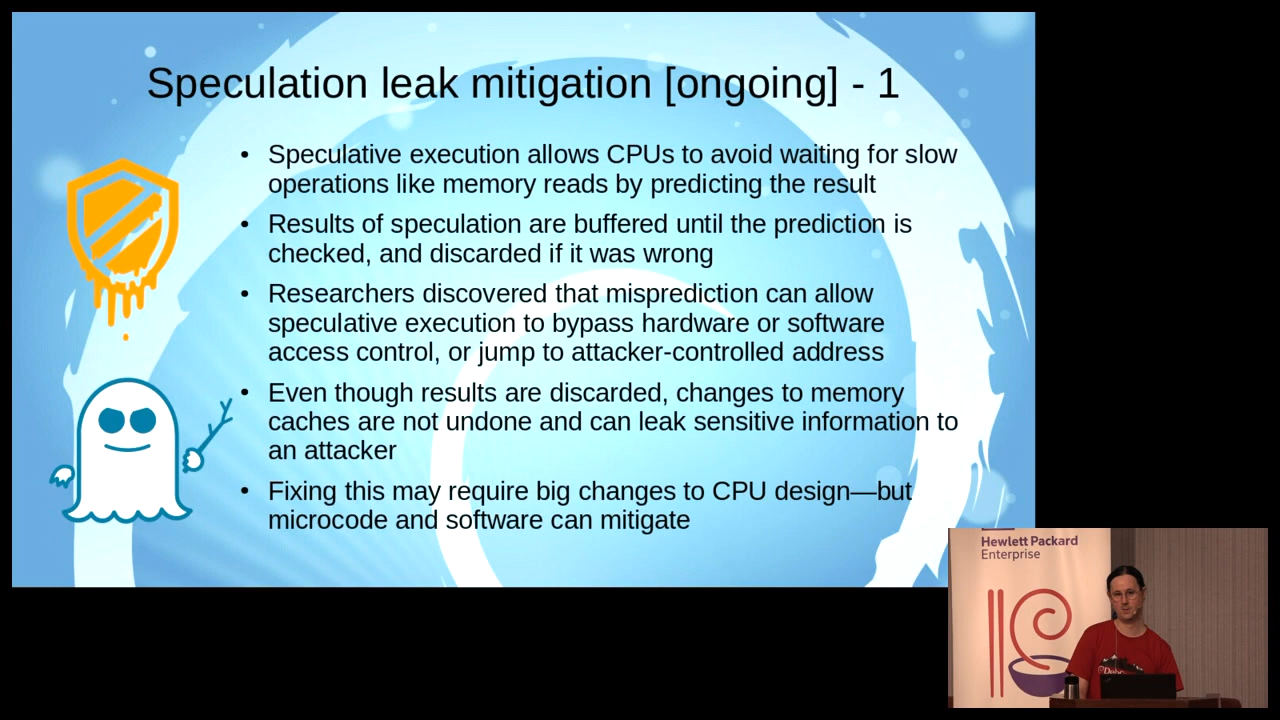 Speculation leak mitigation [ongoing] - 1
• Speculative execution allows CPUs to avoid waiting for slow
operations like memory reads by predicting the result
• Results of speculation are buffered until the prediction is
checked, and discarded if it was wrong
• Researchers discovered that misprediction can allow
speculative execution to bypass hardware or software
access control, or jump to attacker-controlled address
• Even though results are discarded, changes to memory
caches are not undone and can leak sensitive information to
an attacker
• Fixing this may require big changes to CPU design—but
microcode and software can mitigate
Hewlett Packard
Enterprise